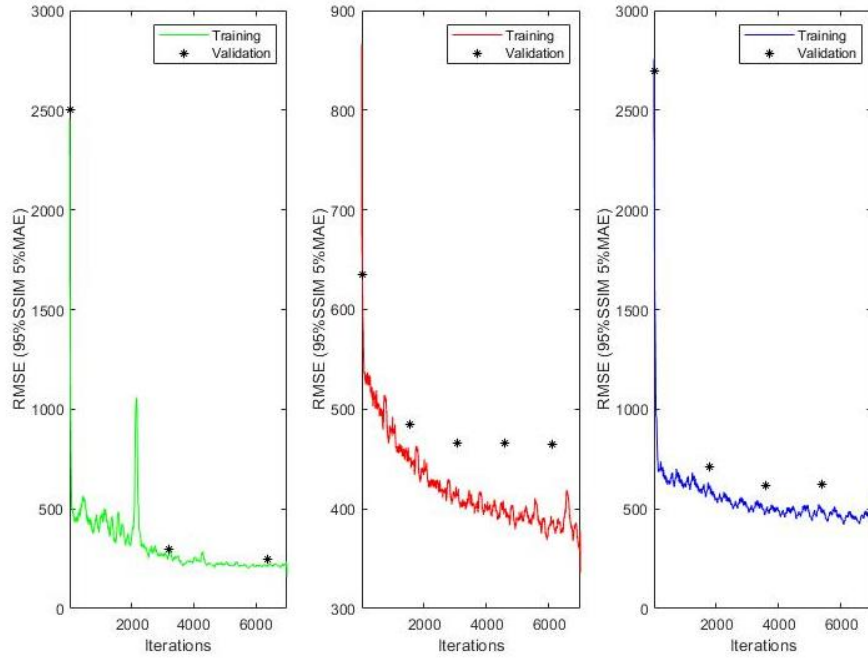 3000
2500
2000
1500
1000
500
0
RMSE (95%SSIM 5%MAE)
2000 4000 6000
Iterations
Training
Validation
900
800
700
600
500
400
300
RMSE (95%SSIM 5%MAE)
2000 4000 6000
Iterations
Training
Validation
3000
2500
2000
1500
1000
500
0
RMSE (95%SSIM 5%MAE)
2000 4000 6000
Iterations
Training
Validation